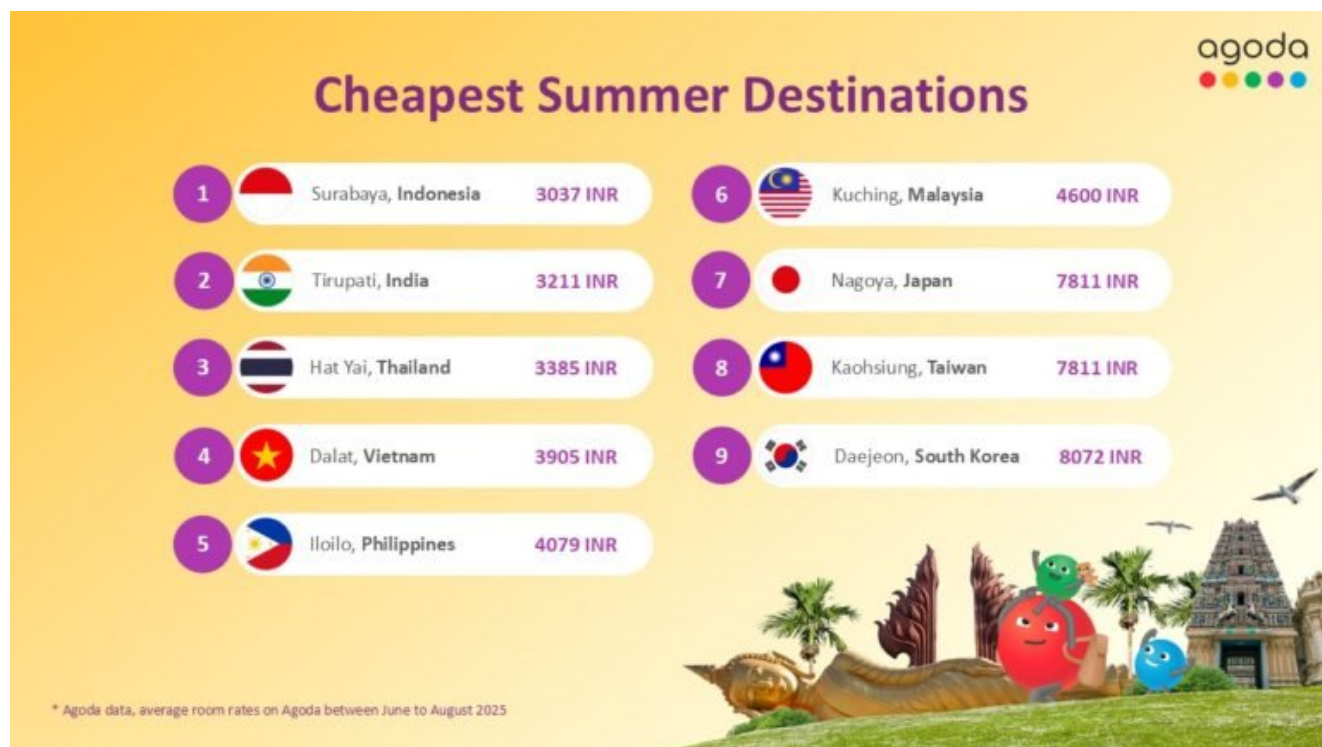 agoda
Cheapest Summer Destinations
1 Surabaya, Indonesia 3037 INR
2 Tirupati, India 3211 INR
3 Hat Yai, Thailand 3385 INR
4 Dalat, Vietnam 3905 INR
5 Iloilo, Philippines 4079 INR
6 Kuching, Malaysia 4600 INR
7 Nagoya, Japan 7811 INR
8 Kaohsiung, Taiwan 7811 INR
9 Daejeon, South Korea 8072 INR
* Agoda data, average room rates on Agoda between June to August 2025